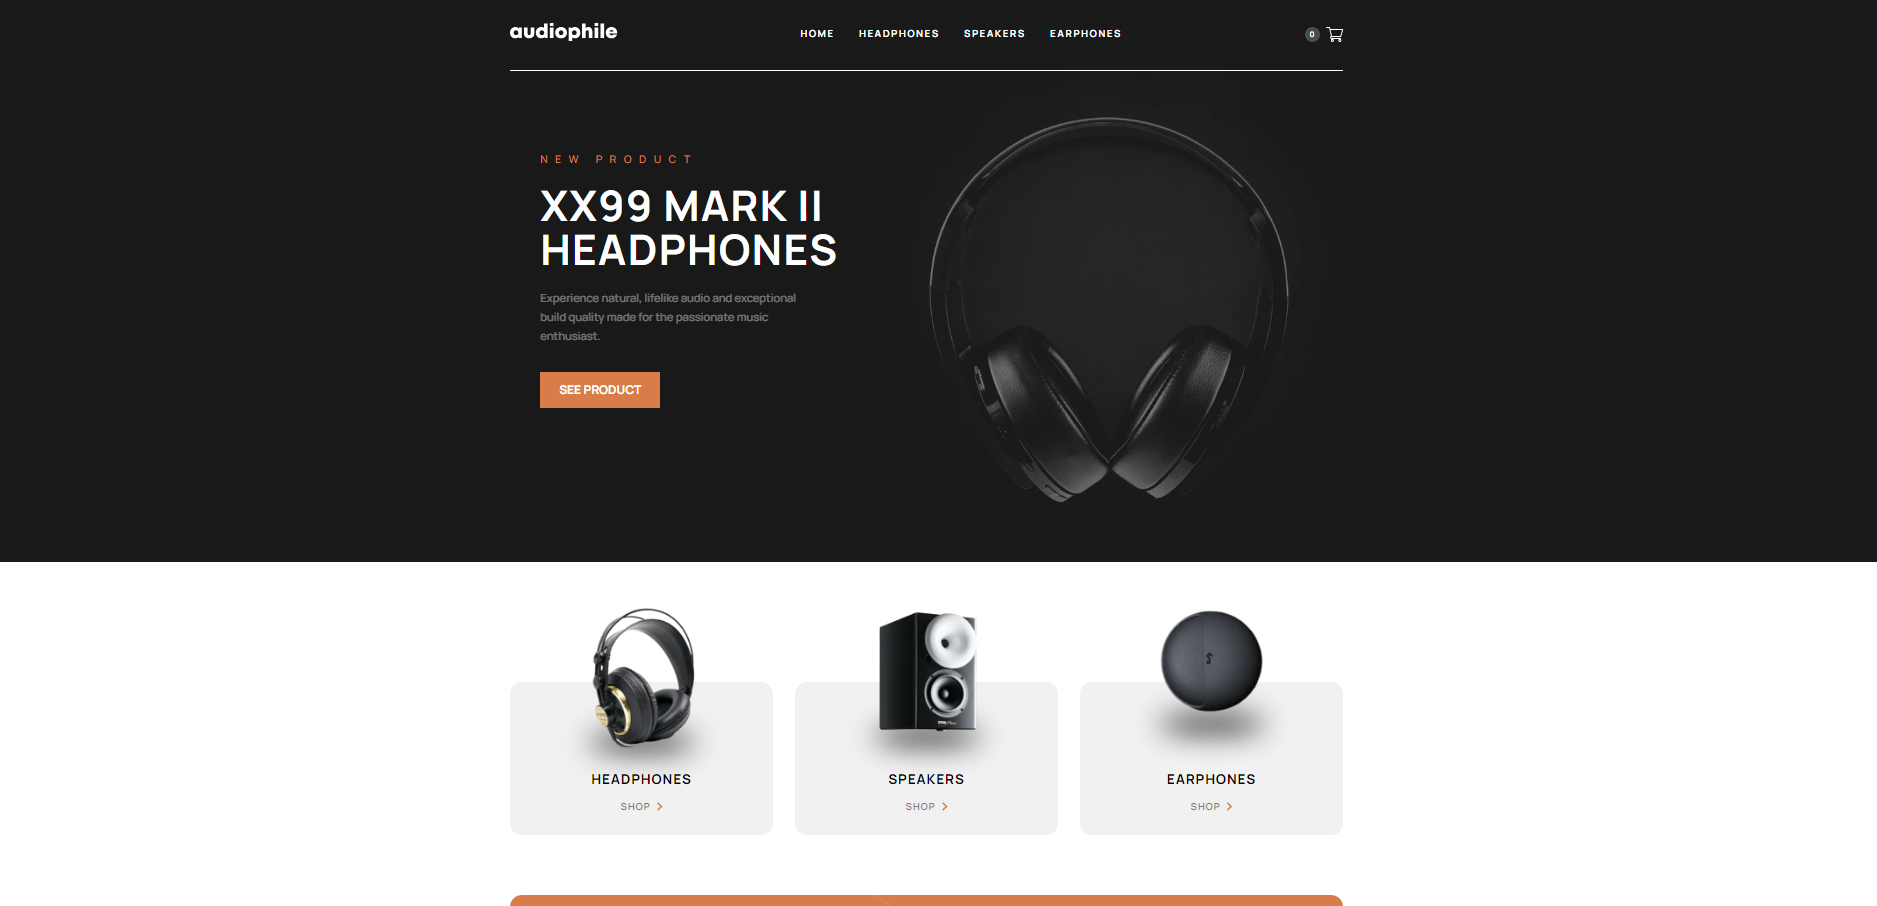 audiophile
HOME HEADPHONES SPEAKERS EARPHONES
0
NEW PRODUCT
XX99 MARK II
HEADPHONES
Experience natural, lifelike audio and exceptional
build quality made for the passionate music
enthusiast.
SEE PRODUCT
HEADPHONES
SHOP
SPEAKERS
SHOP
EARPHONES
SHOP